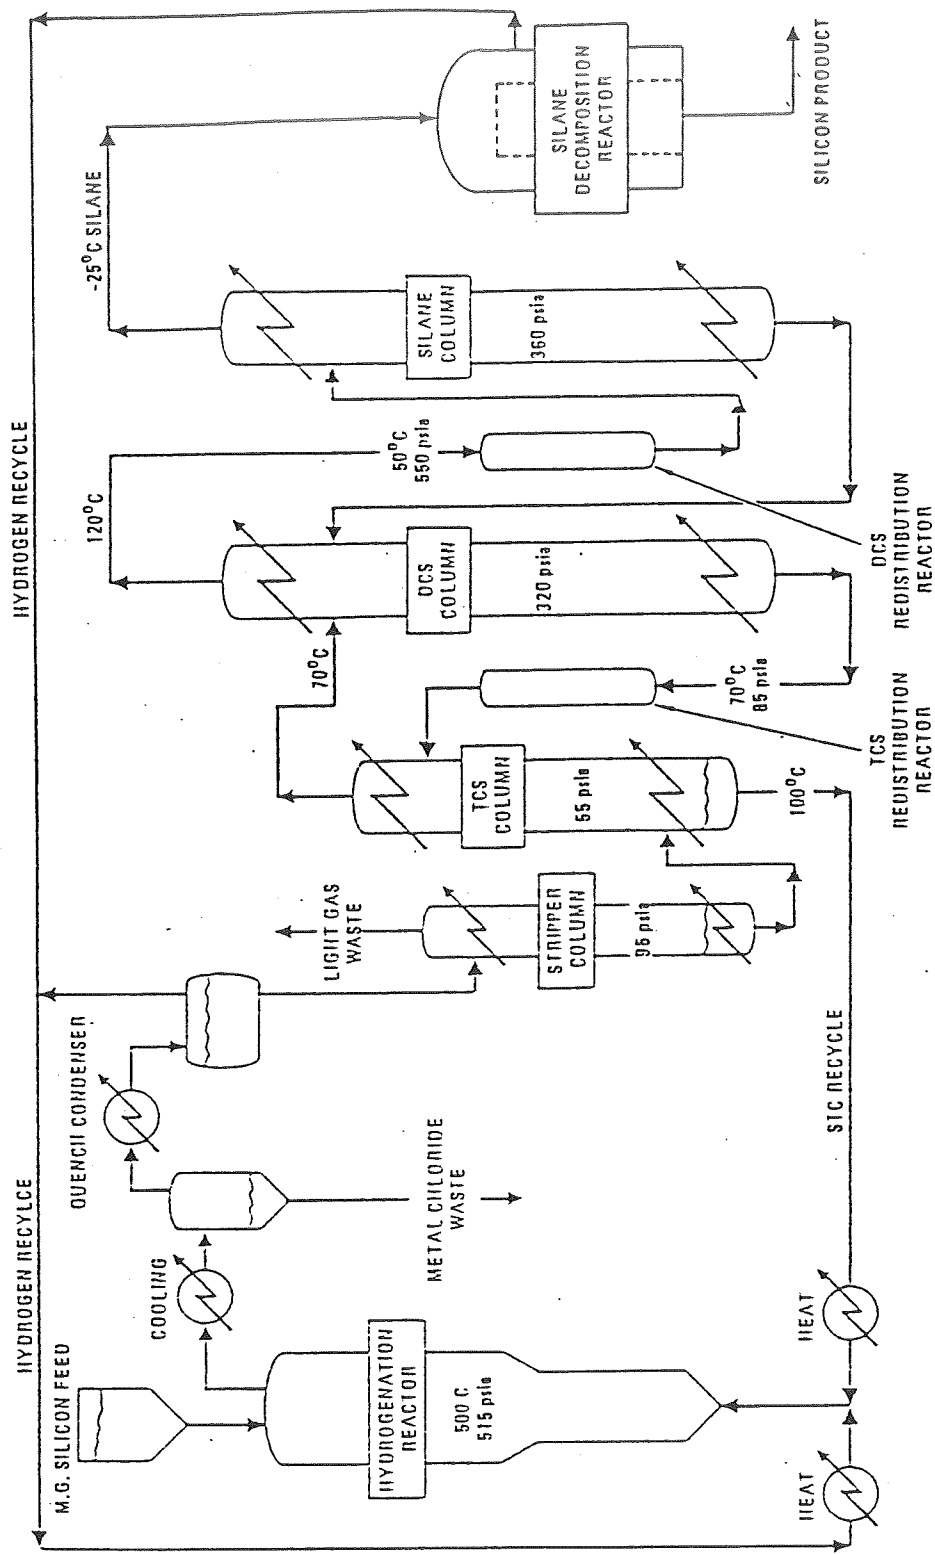 HYDROGEN RECYLCE
HYDROGEN RECYCLE
M.G. SILICON FEED
COOLING
QUENCH CONDENSER
HYDROGENATION
REACTOR
500 C
515 psia
METAL CHLORIDE
WASTE
LIGHT GAS
WASTE
STRIPPER
COLUMN
95 psia
TCS
COLUMN
55 psia
100°C
70°C
70°C
85 psia
TCS
REDISTRIBUTION
REACTOR
120°C
DCS
COLUMN
320 psia
50°C
550 psia
DCS
REDISTRIBUTION
REACTOR
-25°C SILANE
SILANE
COLUMN
360 psia
SILANE
DECOMPOSITION
REACTOR
SILICON PRODUCT
HEAT
HEAT
STC RECYCLE